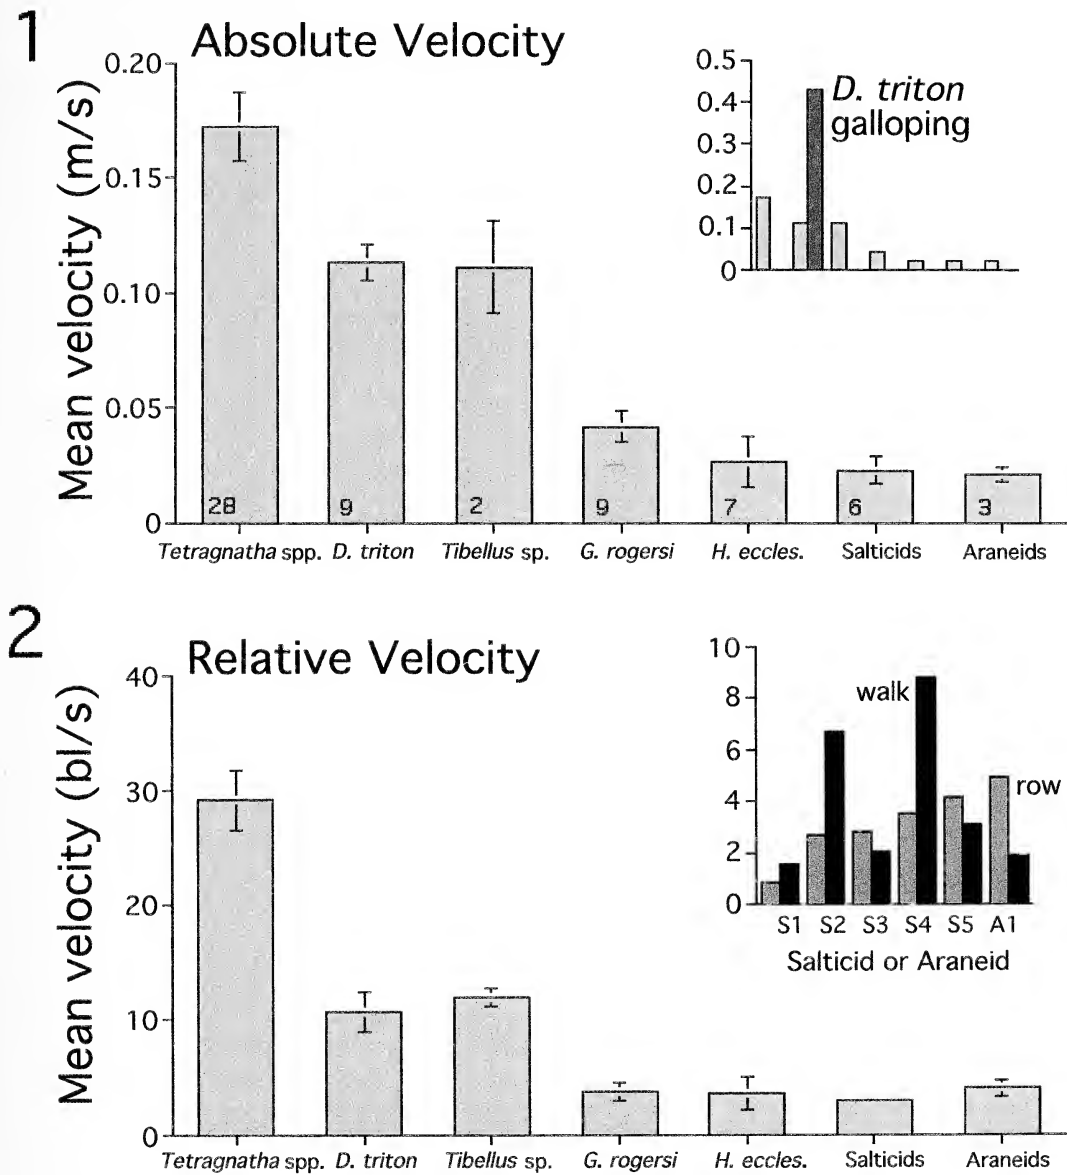 1
Absolute Velocity
Mean velocity (m/s)
0.20
0.15
0.10
0.05
0
28
9
2
9
7
6
3
Tetragnatha spp. D. triton Tibellus sp. G. rogersi H. eccles. Salticids Araneids
0.5
0.4
0.3
0.2
0.1
0
D. triton
galloping
2
Relative Velocity
Mean velocity (bl/s)
40
30
20
10
0
Tetragnatha spp. D. triton Tibellus sp. G. rogersi H. eccles. Salticids Araneids
10
8
6
4
2
0
walk
row
S1 S2 S3 S4 S5 A1
Salticid or Araneid